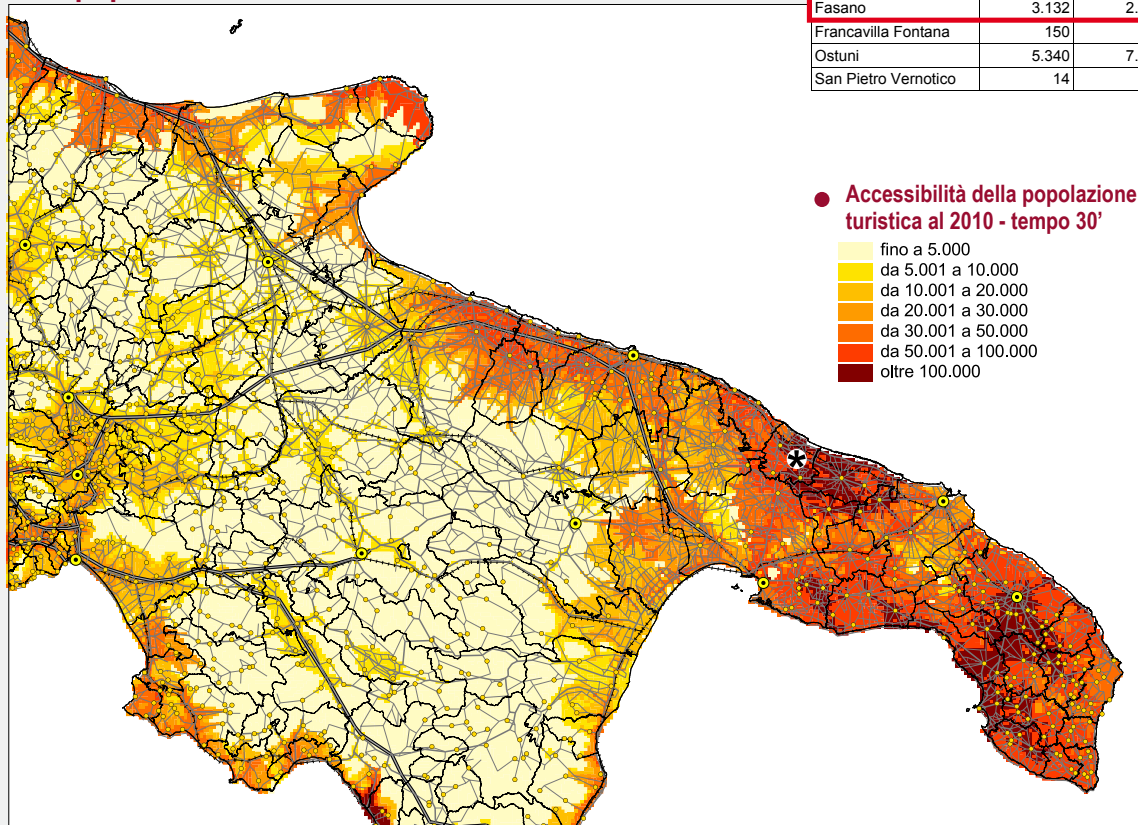 Fasano 3.132 2.
Francavilla Fontana 150
Ostuni 5.340 7.
San Pietro Vernotico 14
Accessibilità della popolazione
turistica al 2010 - tempo 30’
fino a 5.000
da 5.001 a 10.000
da 10.001 a 20.000
da 20.001 a 30.000
da 30.001 a 50.000
da 50.001 a 100.000
oltre 100.000